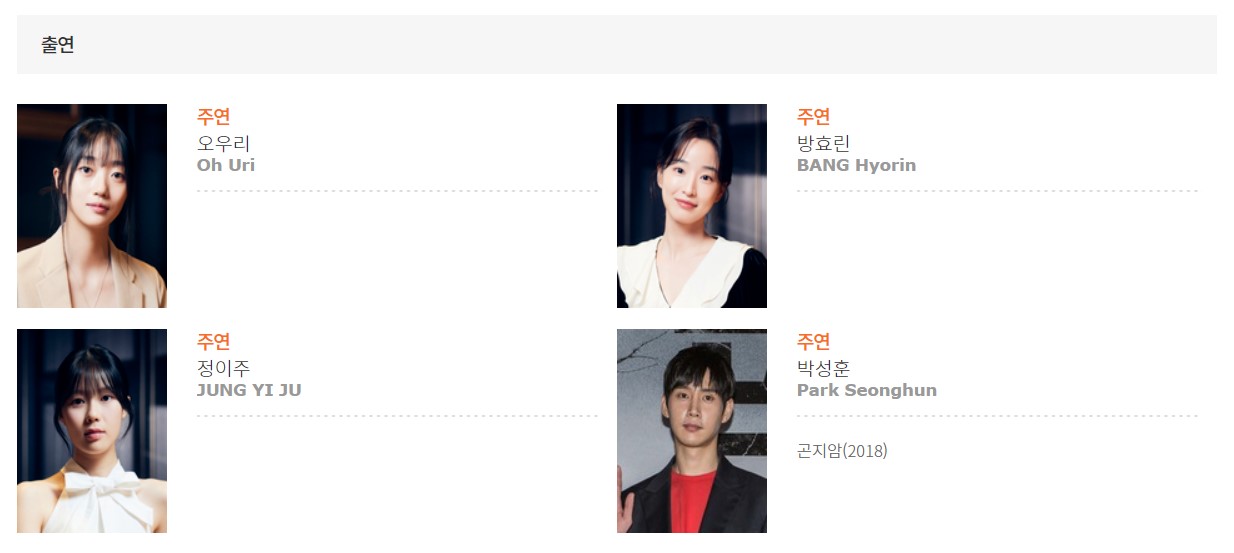 출연
주연
오우리
Oh Uri
주연
방효린
BANG Hyorin
주연
정이주
JUNG YI JU
주연
박성훈
Park Seonghun
곤지암(2018)